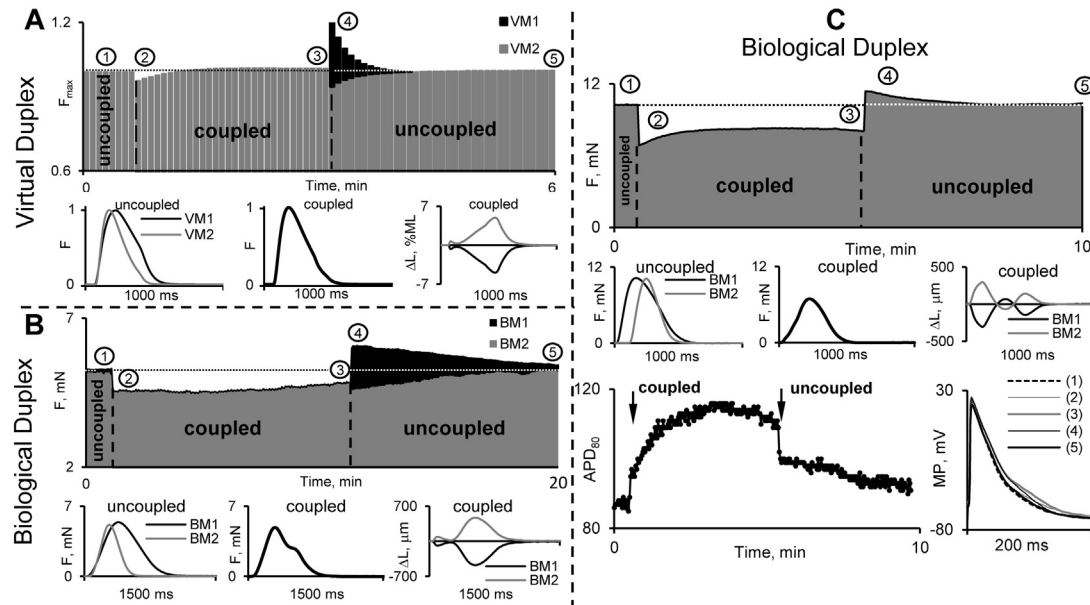 A
Virtual Duplex
1.2
F_max
0.6
1
2
3
4
5
VM1
VM2
uncoupled
coupled
uncoupled
0
Time, min
6
uncoupled
VM1
VM2
1
F
0
1000 ms
coupled
1
F
0
1000 ms
coupled
7
ΔL, %ML
-7
1000 ms
B
Biological Duplex
7
F, mN
2
1
2
3
4
5
BM1
BM2
uncoupled
coupled
uncoupled
0
Time, min
20
uncoupled
BM1
BM2
7
F, mN
0
1500 ms
coupled
7
F, mN
0
1500 ms
coupled
700
ΔL, µm
-700
BM1
BM2
1500 ms
C
Biological Duplex
12
F, mN
0
1
2
3
4
5
uncoupled
coupled
uncoupled
0
Time, min
10
uncoupled
BM1
BM2
12
F, mN
0
1000 ms
coupled
12
F, mN
0
1000 ms
500
coupled
ΔL, µm
-500
BM1
BM2
1000 ms
120
APD80
80
coupled
uncoupled
0
Time, min
10
30
MP, mV
-80
(1)
(2)
(3)
(4)
(5)
200 ms